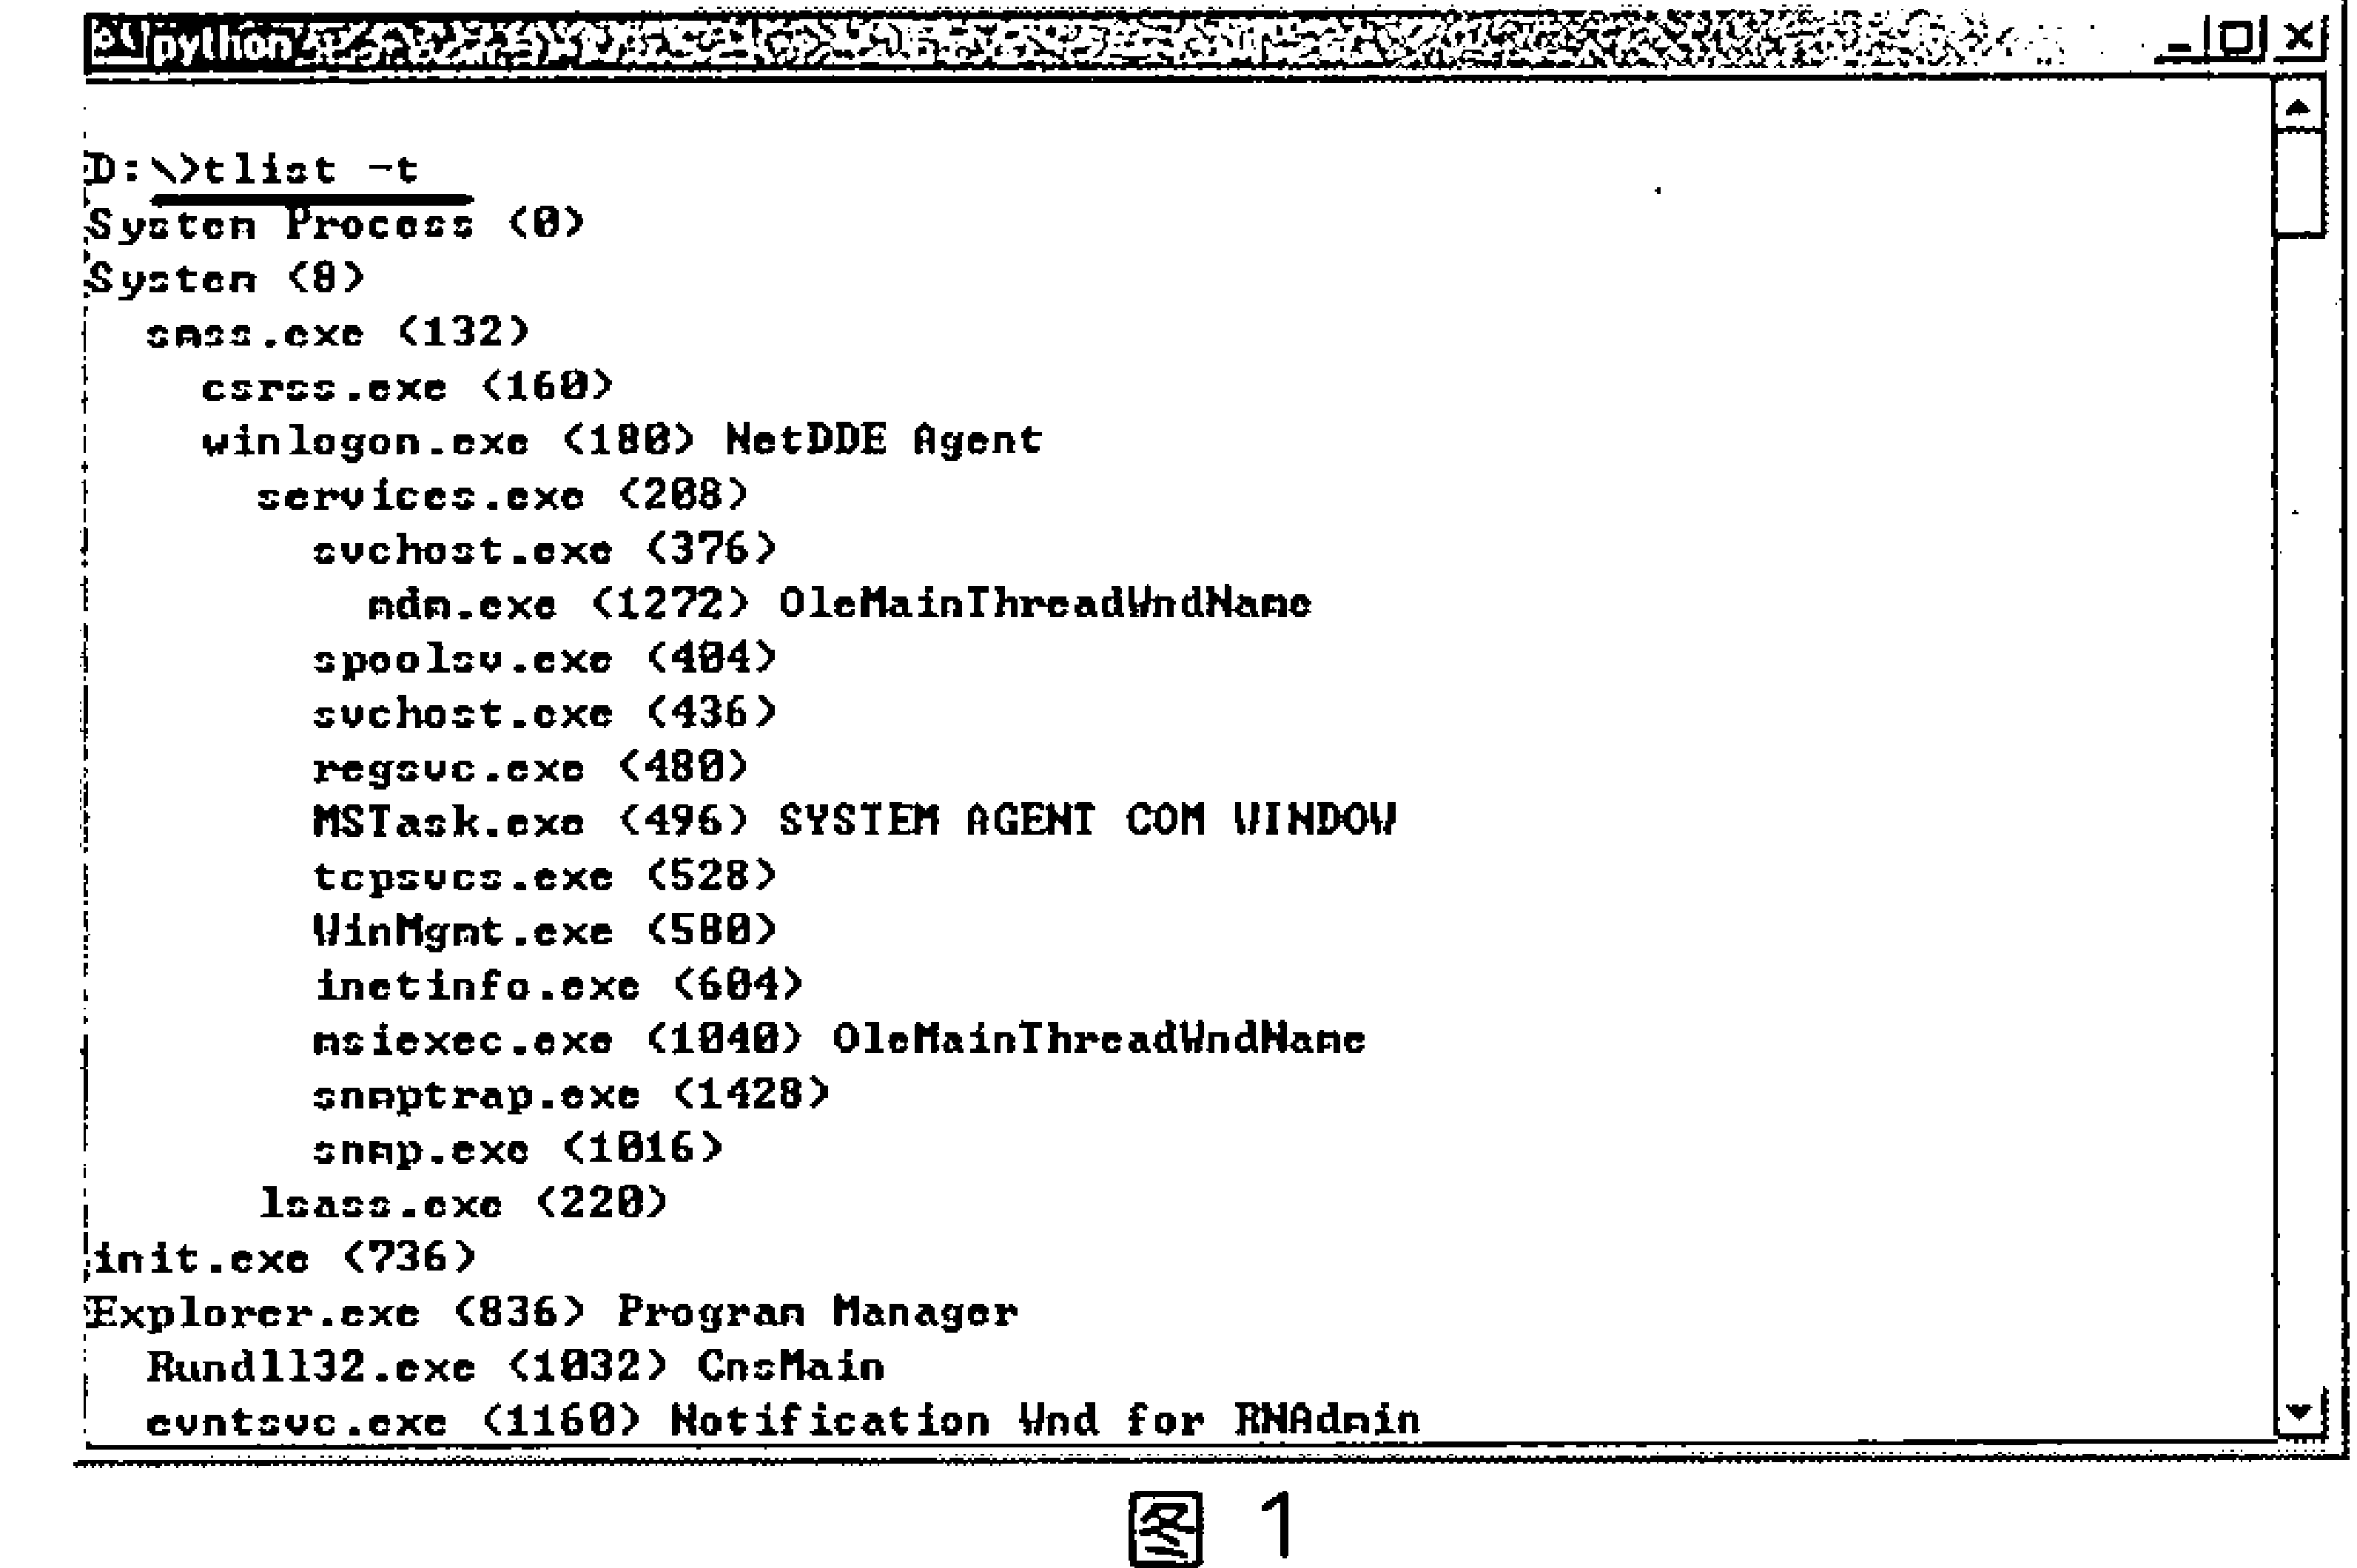 python
D:\>tlist -t
System Process (0)
System (8)
smss.exe (132)
csrss.exe (160)
winlogon.exe (180) NetDDE Agent
services.exe (208)
svchost.exe (376)
mdm.exe (1272) OleMainThreadWndName
spoolsv.exe (404)
svchost.exe (436)
regsvc.exe (480)
MSTask.exe (496) SYSTEM AGENT COM WINDOW
tcpsvcs.exe (528)
WinMgmt.exe (580)
inetinfo.exe (604)
msiexec.exe (1040) OleMainThreadWndName
snmptrap.exe (1428)
snmp.exe (1016)
lsass.exe (220)
init.exe (736)
Explorer.exe (836) Program Manager
Rundll32.exe (1032) CnsMain
evntsvc.exe (1160) Notification Wnd for RNAdmin
图 1